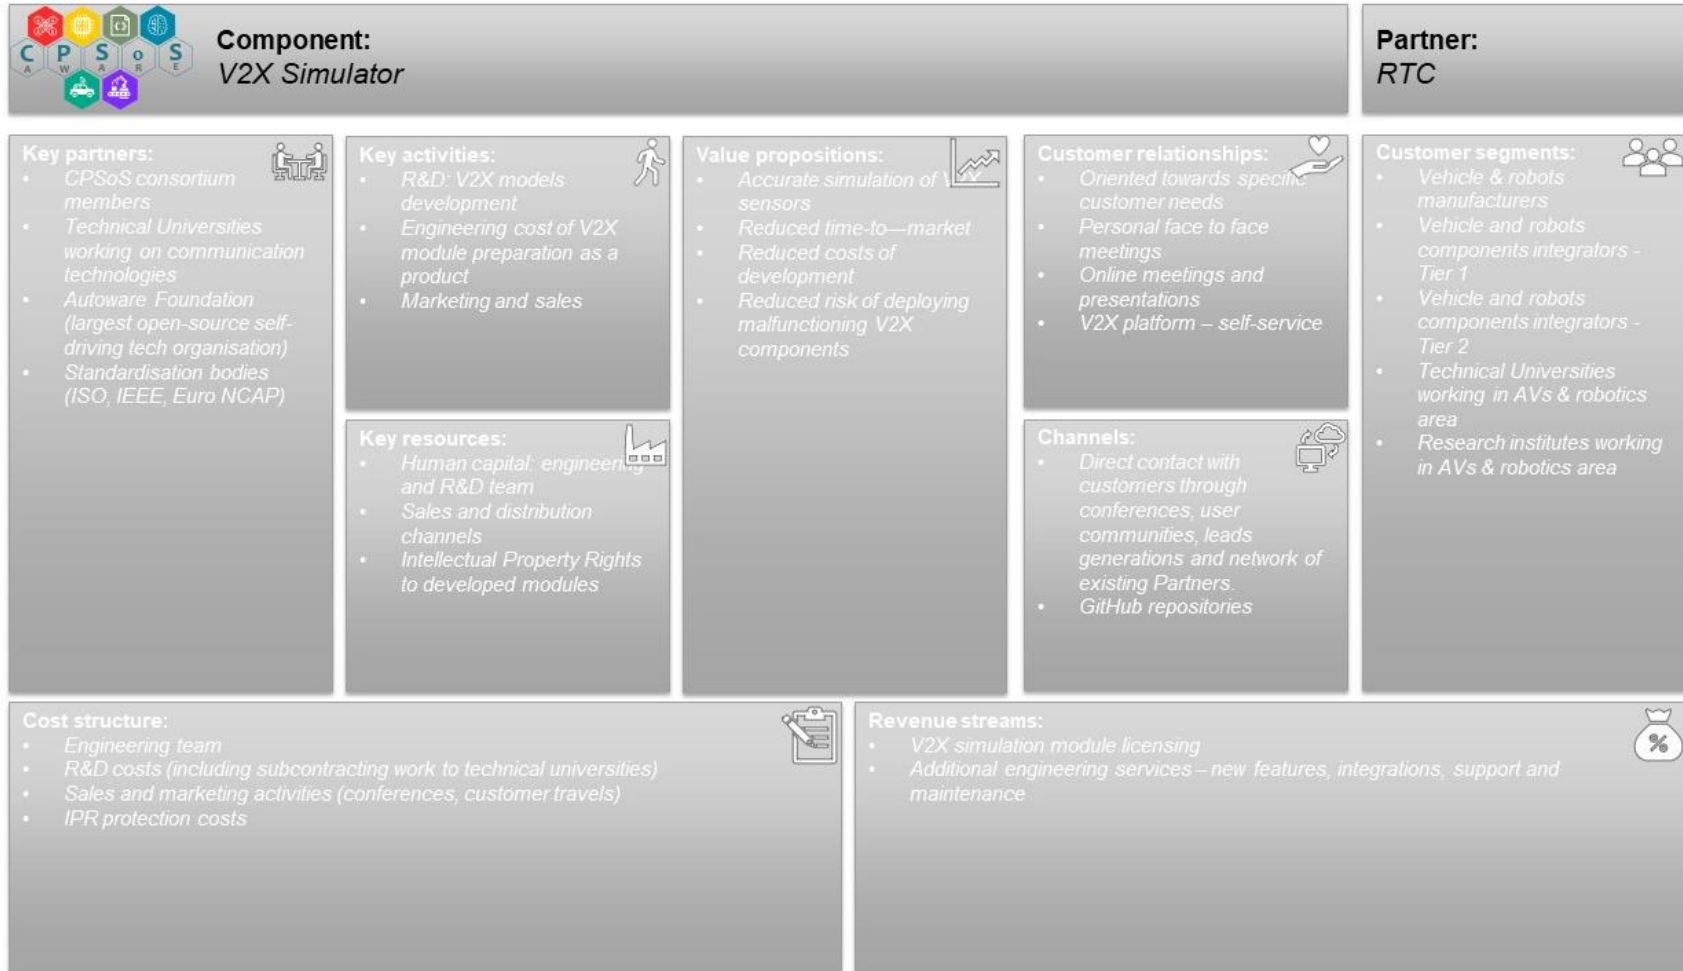 C P S o S
A W A R E
Component:
V2X Simulator
Partner:
RTC
Key partners:
• CPSoS consortium
members
• Technical Universities
working on communication
technologies
• Autoware Foundation
(largest open-source self-
driving tech organisation)
• Standardisation bodies
(ISO, IEEE, Euro NCAP)
Key activities:
• R&D: V2X models
development
• Engineering cost of V2X
module preparation as a
product
• Marketing and sales
Key resources:
• Human capital: engineering
and R&D team
• Sales and distribution
channels
• Intellectual Property Rights
to developed modules
Value propositions:
• Accurate simulation of V2X
sensors
• Reduced time-to—market
• Reduced costs of
development
• Reduced risk of deploying
malfunctioning V2X
components
Customer relationships:
• Oriented towards specific
customer needs
• Personal face to face
meetings
• Online meetings and
presentations
• V2X platform – self-service
Channels:
• Direct contact with
customers through
conferences, user
communities, leads
generations and network of
existing Partners.
• GitHub repositories
Customer segments:
• Vehicle & robots
manufacturers
• Vehicle and robots
components integrators -
Tier 1
• Vehicle and robots
components integrators -
Tier 2
• Technical Universities
working in AVs & robotics
area
• Research institutes working
in AVs & robotics area
Cost structure:
• Engineering team
• R&D costs (including subcontracting work to technical universities)
• Sales and marketing activities (conferences, customer travels)
• IPR protection costs
Revenue streams:
• V2X simulation module licensing
• Additional engineering services – new features, integrations, support and
maintenance
%